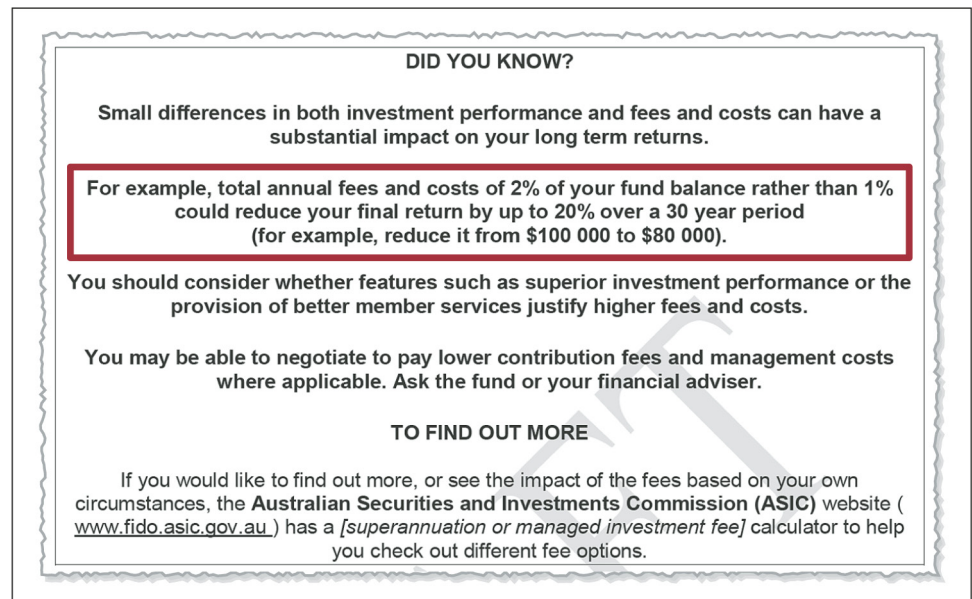 DID YOU KNOW?
Small differences in both investment performance and fees and costs can have a
substantial impact on your long term returns.
For example, total annual fees and costs of 2% of your fund balance rather than 1%
could reduce your final return by up to 20% over a 30 year period
(for example, reduce it from $100 000 to $80 000).
You should consider whether features such as superior investment performance or the
provision of better member services justify higher fees and costs.
You may be able to negotiate to pay lower contribution fees and management costs
where applicable. Ask the fund or your financial adviser.
TO FIND OUT MORE
If you would like to find out more, or see the impact of the fees based on your own
circumstances, the Australian Securities and Investments Commission (ASIC) website (
www.fido.asic.gov.au ) has a [superannuation or managed investment fee] calculator to help
you check out different fee options.